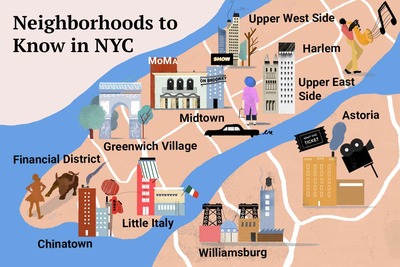 Neighborhoods to
Know in NYC
Upper West Side
Harlem
MoMA
SHOW
ON BROADWAY
Upper East
Side
Midtown
Astoria
TICKET
Greenwich Village
Financial District
Little Italy
Chinatown
Williamsburg